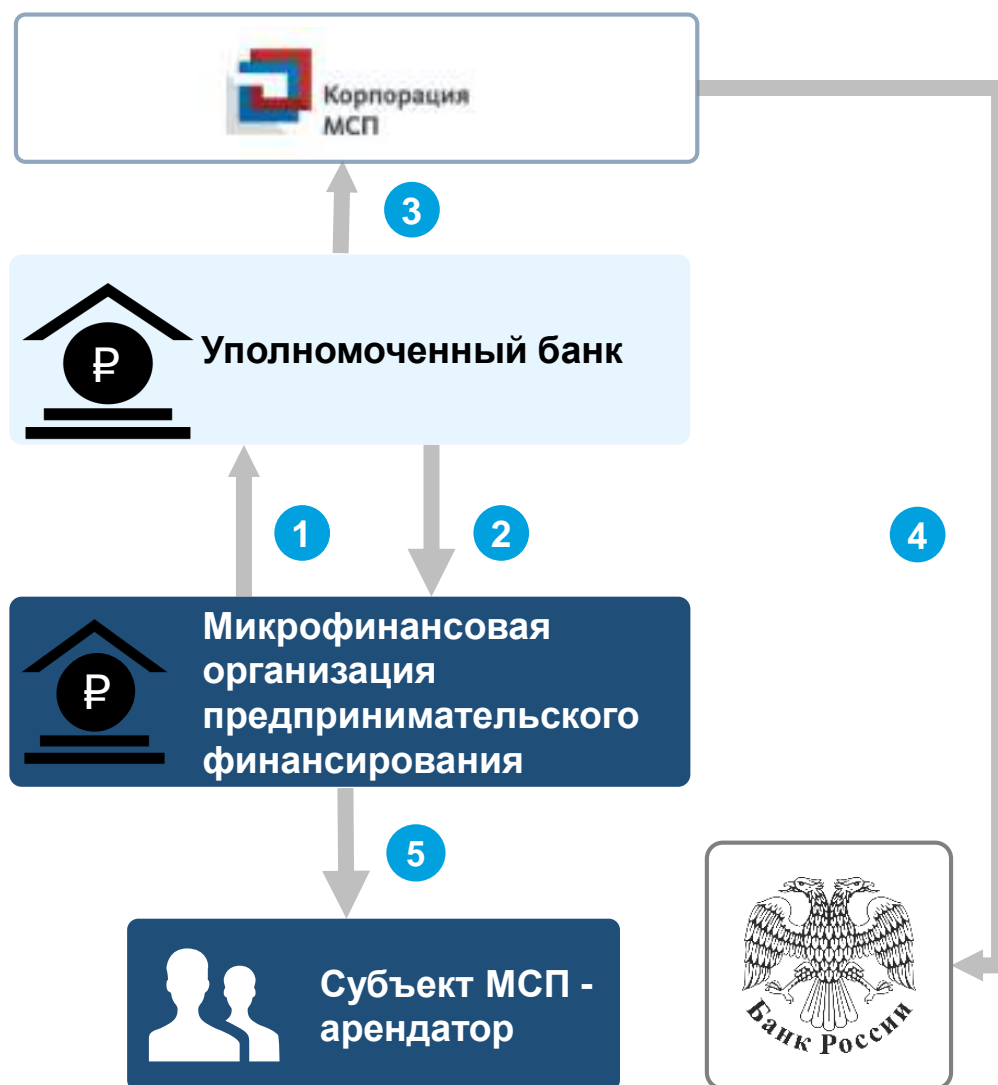 Корпорация
МСП
3
₽
Уполномоченный банк
1
2
4
₽
Микрофинансовая
организация
предпринимательского
финансирования
5
Субъект МСП -
арендатор
Банк России